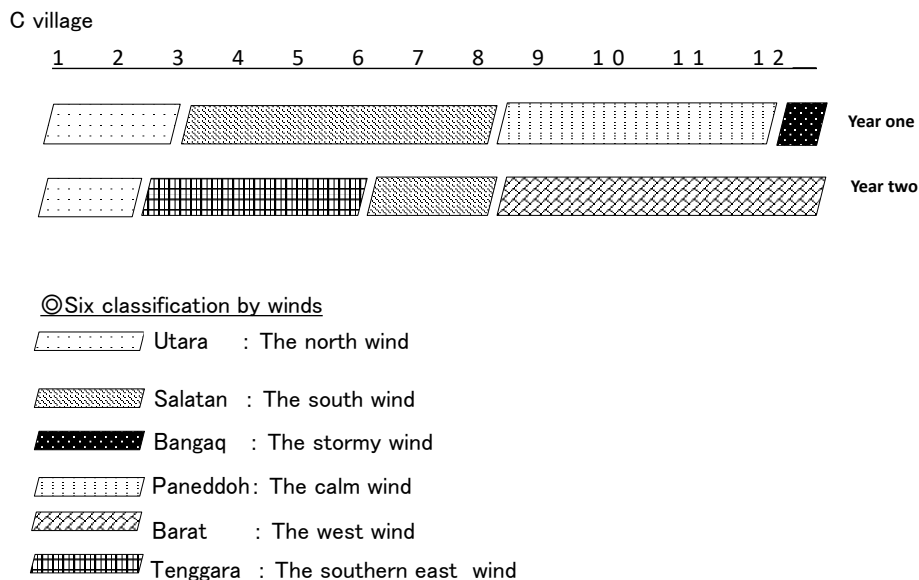 C village
1 2 3 4 5 6 7 8 9 10 11 12
Year one
Year two
◎Six classification by winds
Utara : The north wind
Salatan : The south wind
Bangaq : The stormy wind
Paneddoh: The calm wind
Barat : The west wind
Tenggara : The southern east wind